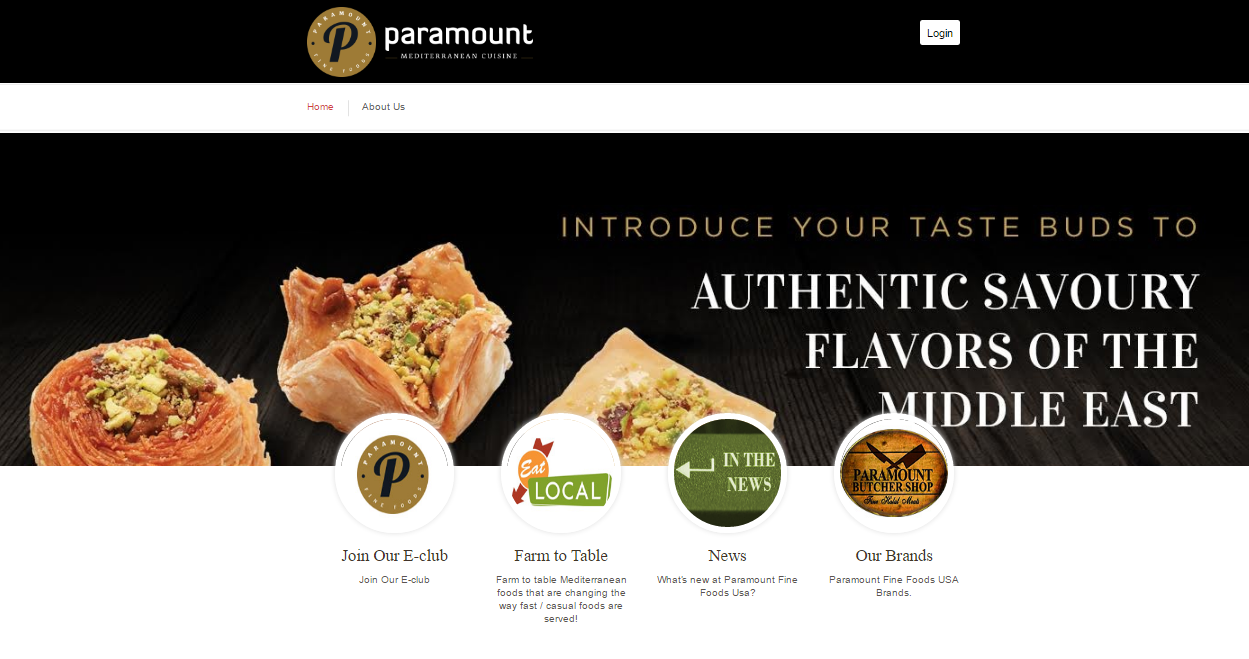 PARAMOUNT
P
FINE FOODS
paramount
MEDITERRANEAN CUISINE
Login
Home
About Us
INTRODUCE YOUR TASTE BUDS TO
AUTHENTIC SAVOURY
FLAVORS OF THE
MIDDLE EAST
PARAMOUNT
P
FINE FOODS
Eat
LOCAL
IN THE
NEWS
PARAMOUNT
BUTCHER SHOP
Fine Halal Meats
Join Our E-club
Join Our E-club
Farm to Table
Farm to table Mediterranean
foods that are changing the
way fast / casual foods are
served!
News
What's new at Paramount Fine
Foods Usa?
Our Brands
Paramount Fine Foods USA
Brands.